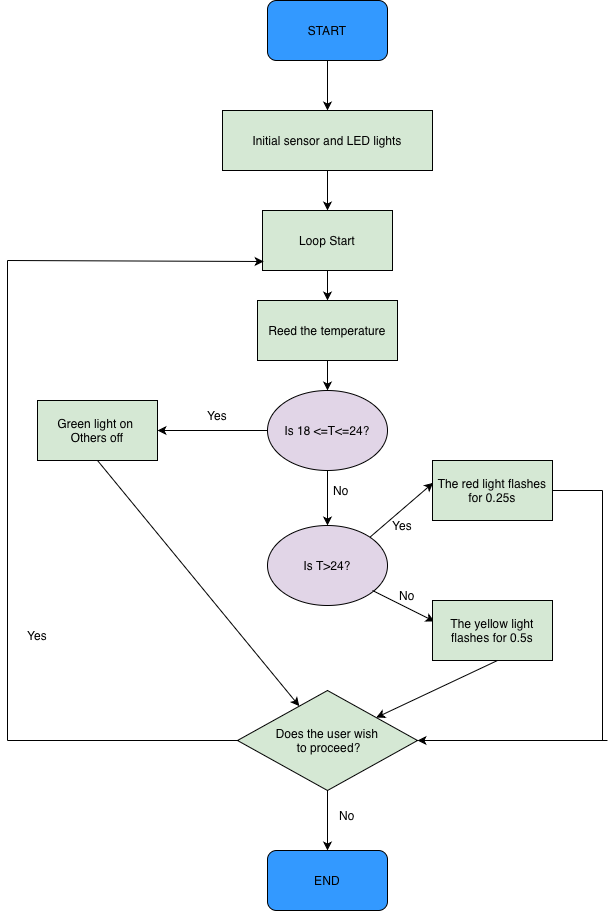 START
Initial sensor and LED lights
Loop Start
Reed the temperature
Is 18 <=T<=24?
Yes
Green light on
Others off
No
Is T>24?
Yes
The red light flashes
for 0.25s
No
The yellow light
flashes for 0.5s
Yes
Does the user wish
to proceed?
No
END